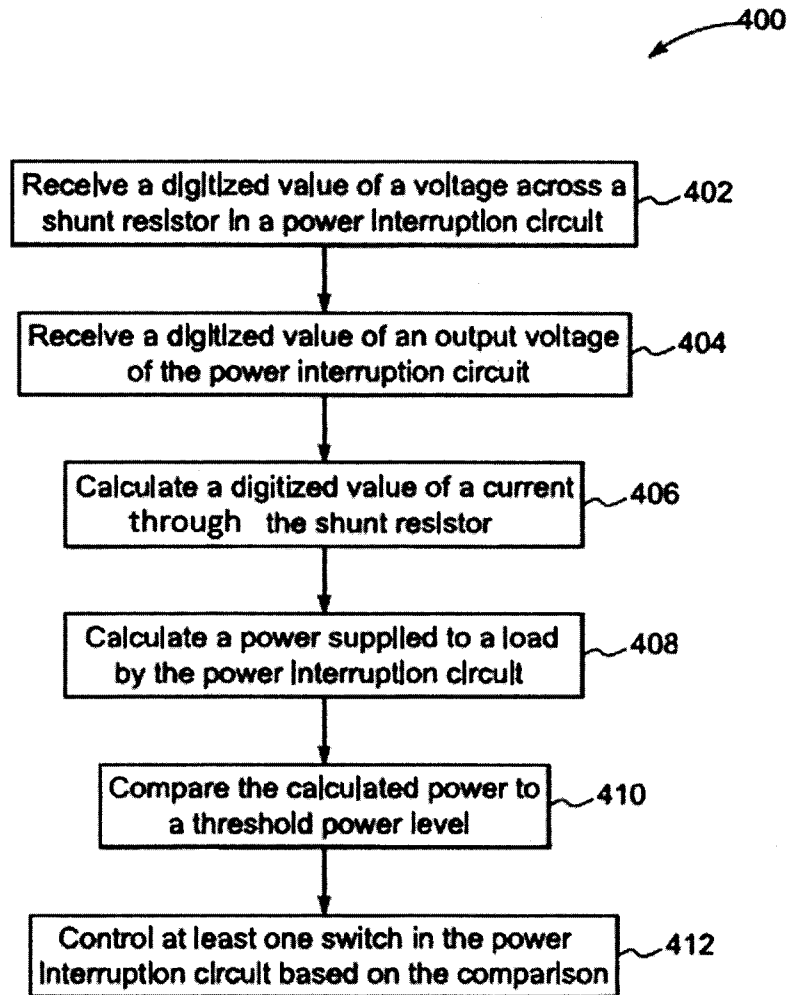 400
Receive a digitized value of a voltage across a
shunt resistor in a power interruption circuit
402
Receive a digitized value of an output voltage
of the power interruption circuit
404
Calculate a digitized value of a current
through the shunt resistor
406
Calculate a power supplied to a load
by the power interruption circuit
408
Compare the calculated power to
a threshold power level
410
Control at least one switch in the power
interruption circuit based on the comparison
412